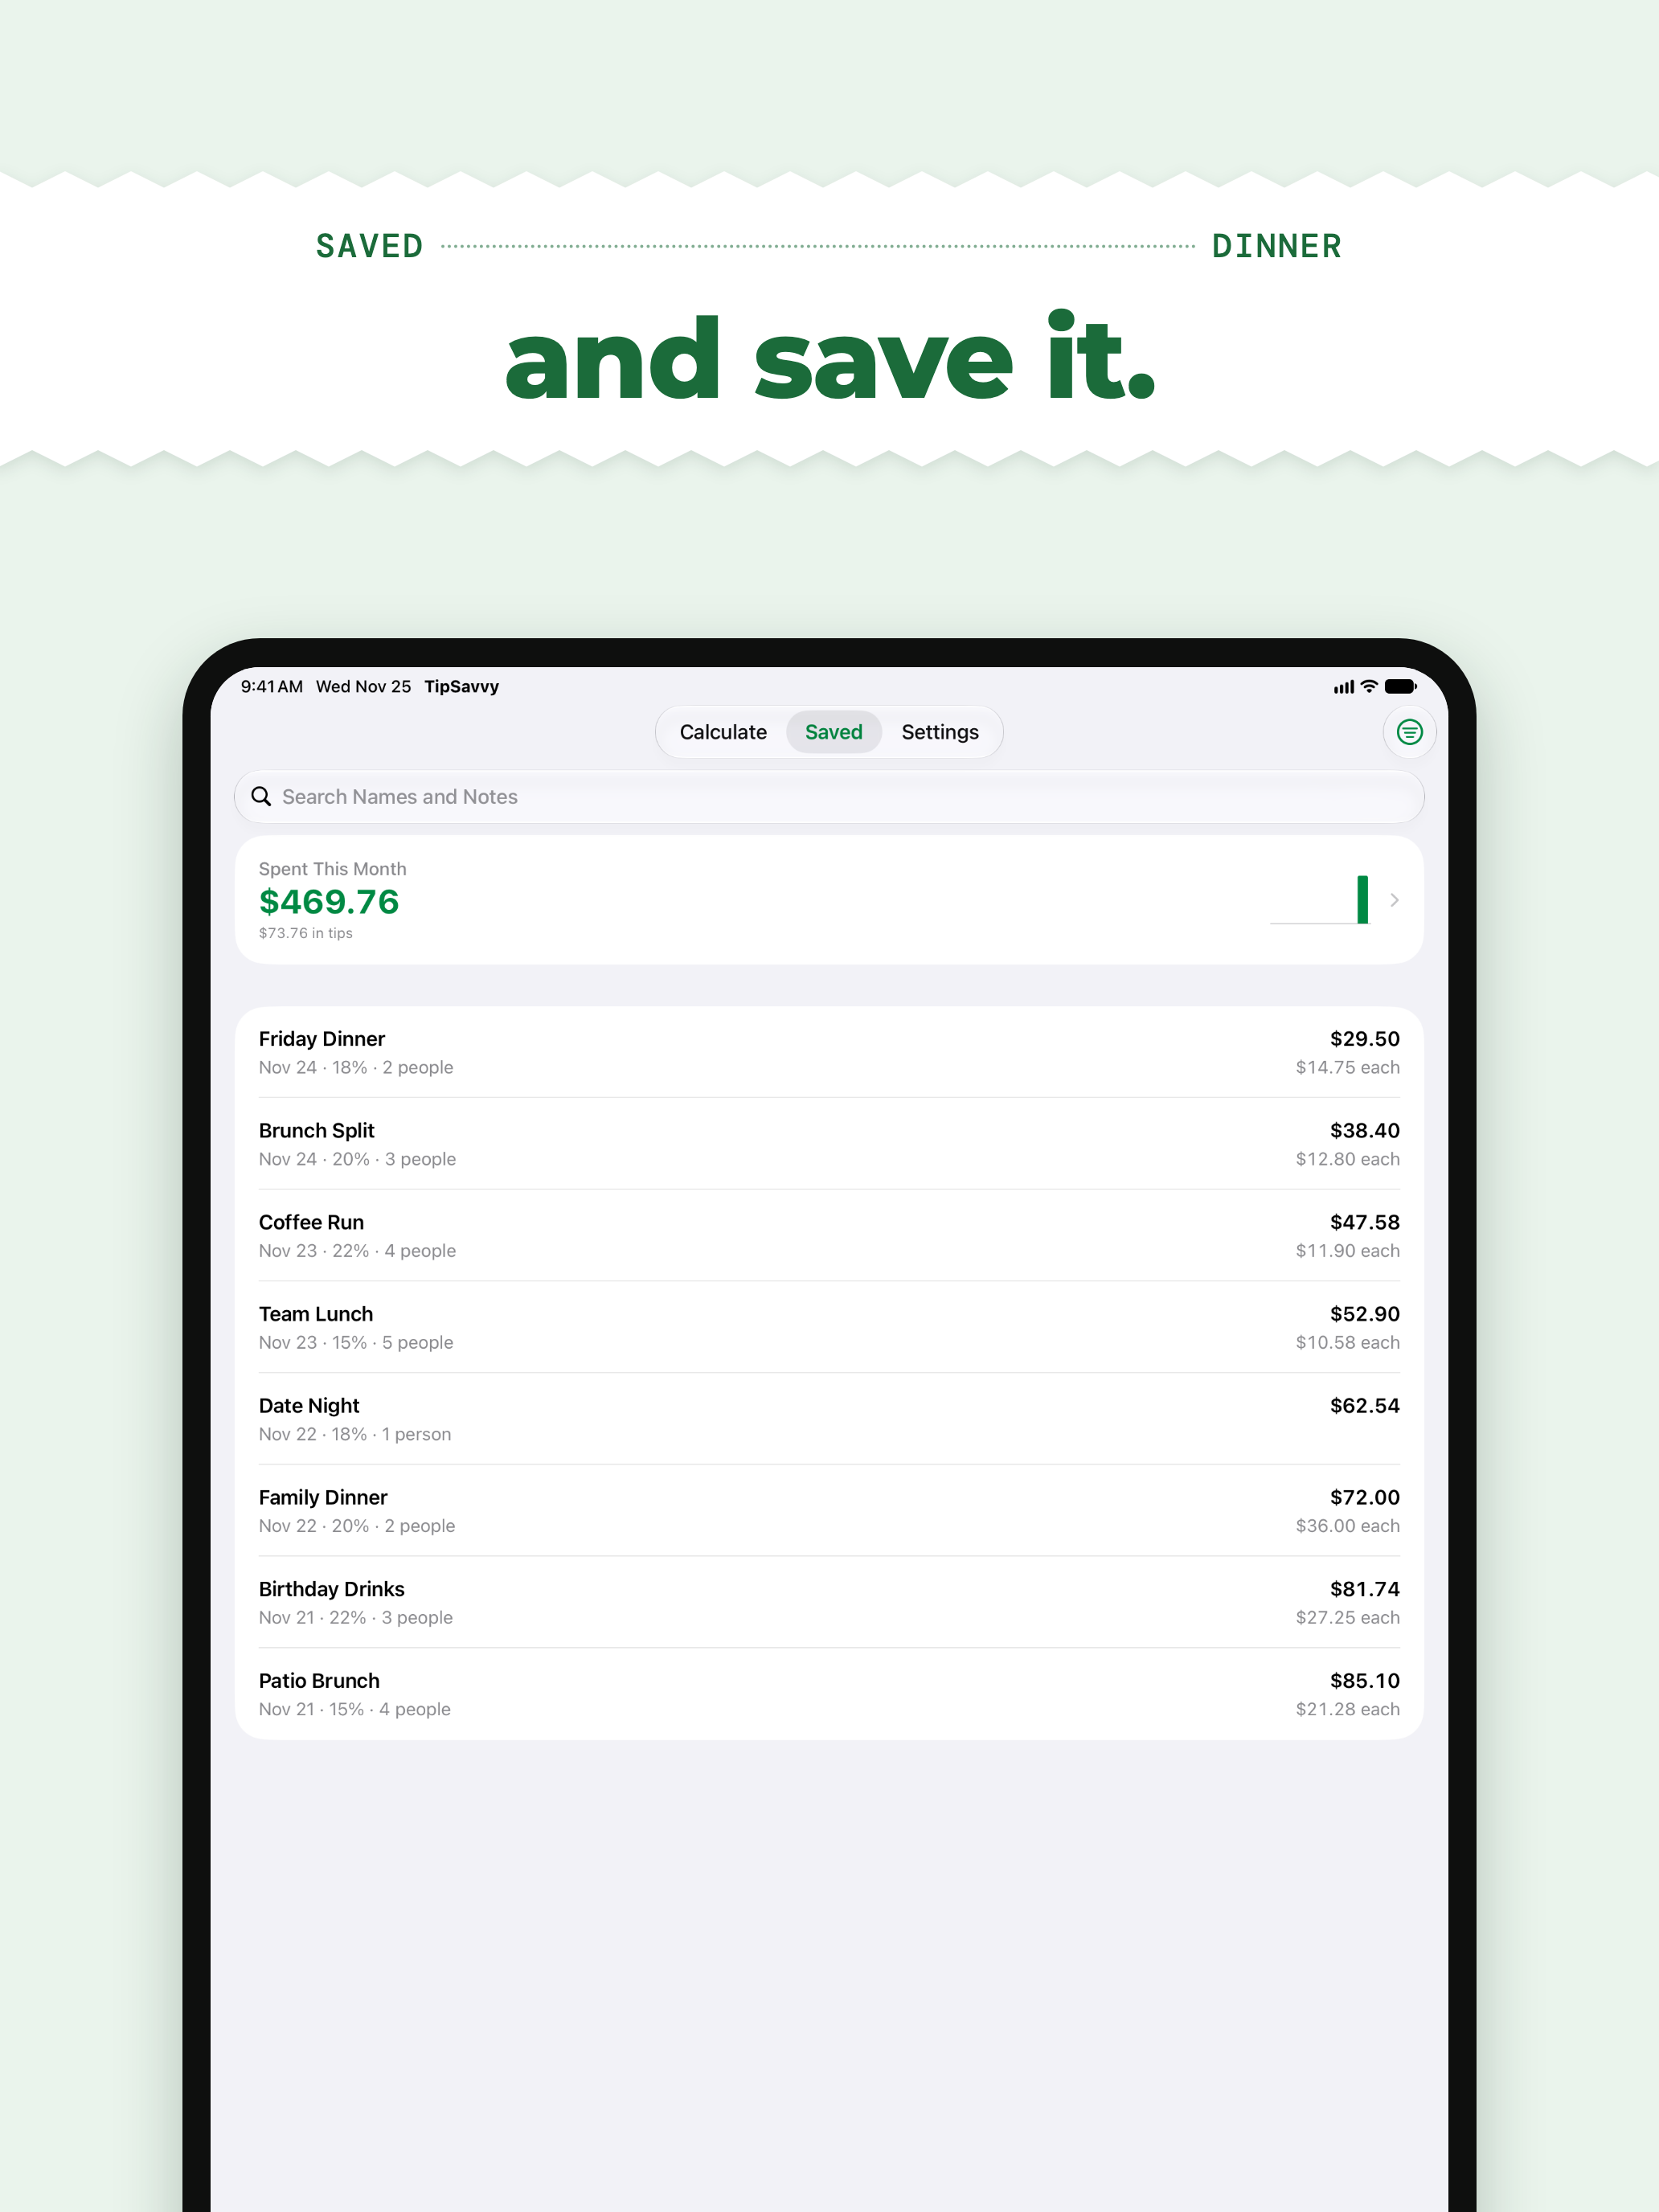 SAVED DINNER
and save it.
9:41 AM Wed Nov 25 TipSavvy
Calculate Saved Settings
Search Names and Notes
Spent This Month
$469.76
$73.76 in tips
Friday Dinner $29.50
Nov 24 · 18% · 2 people $14.75 each
Brunch Split $38.40
Nov 24 · 20% · 3 people $12.80 each
Coffee Run $47.58
Nov 23 · 22% · 4 people $11.90 each
Team Lunch $52.90
Nov 23 · 15% · 5 people $10.58 each
Date Night $62.54
Nov 22 · 18% · 1 person
Family Dinner $72.00
Nov 22 · 20% · 2 people $36.00 each
Birthday Drinks $81.74
Nov 21 · 22% · 3 people $27.25 each
Patio Brunch $85.10
Nov 21 · 15% · 4 people $21.28 each